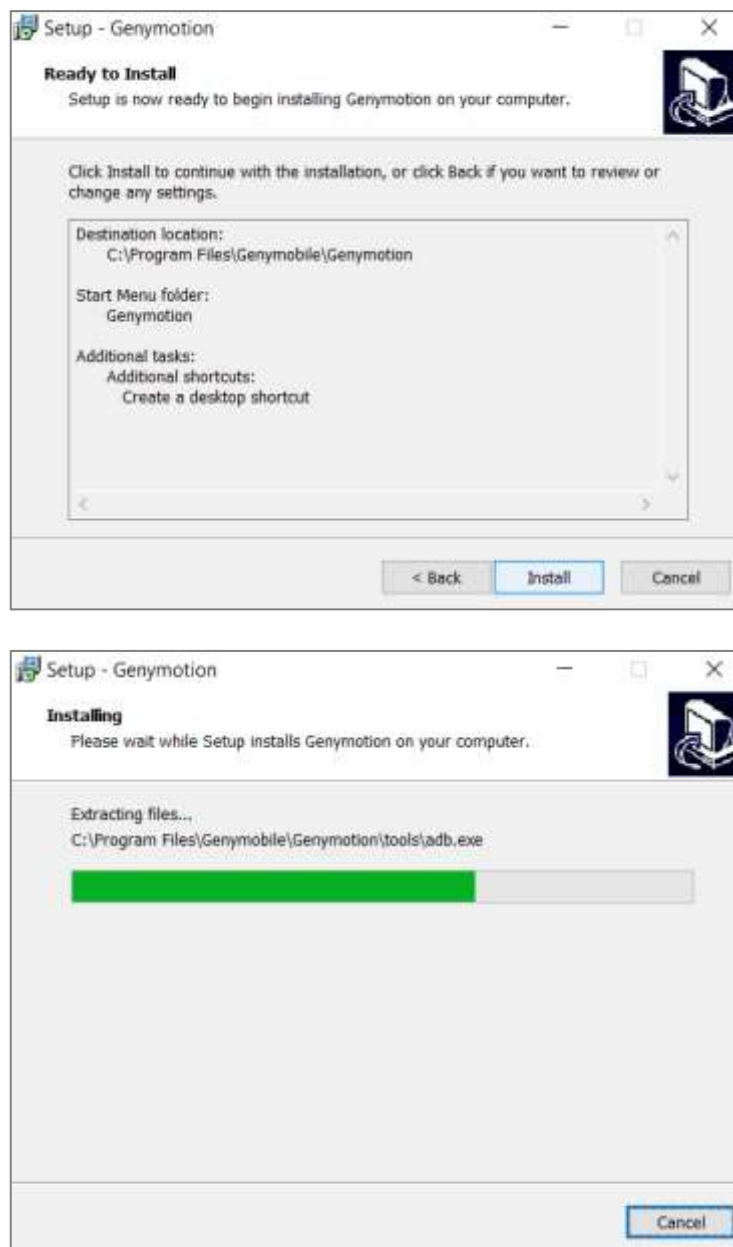 Setup - Genymotion
Ready to Install
Setup is now ready to begin installing Genymotion on your computer.
Click Install to continue with the installation, or click Back if you want to review or
change any settings.
Destination location:
C:\Program Files\Genymobile\Genymotion
Start Menu folder:
Genymotion
Additional tasks:
Additional shortcuts:
Create a desktop shortcut
< Back
Install
Cancel
Setup - Genymotion
Installing
Please wait while Setup installs Genymotion on your computer.
Extracting files...
C:\Program Files\Genymobile\Genymotion\tools\adb.exe
Cancel